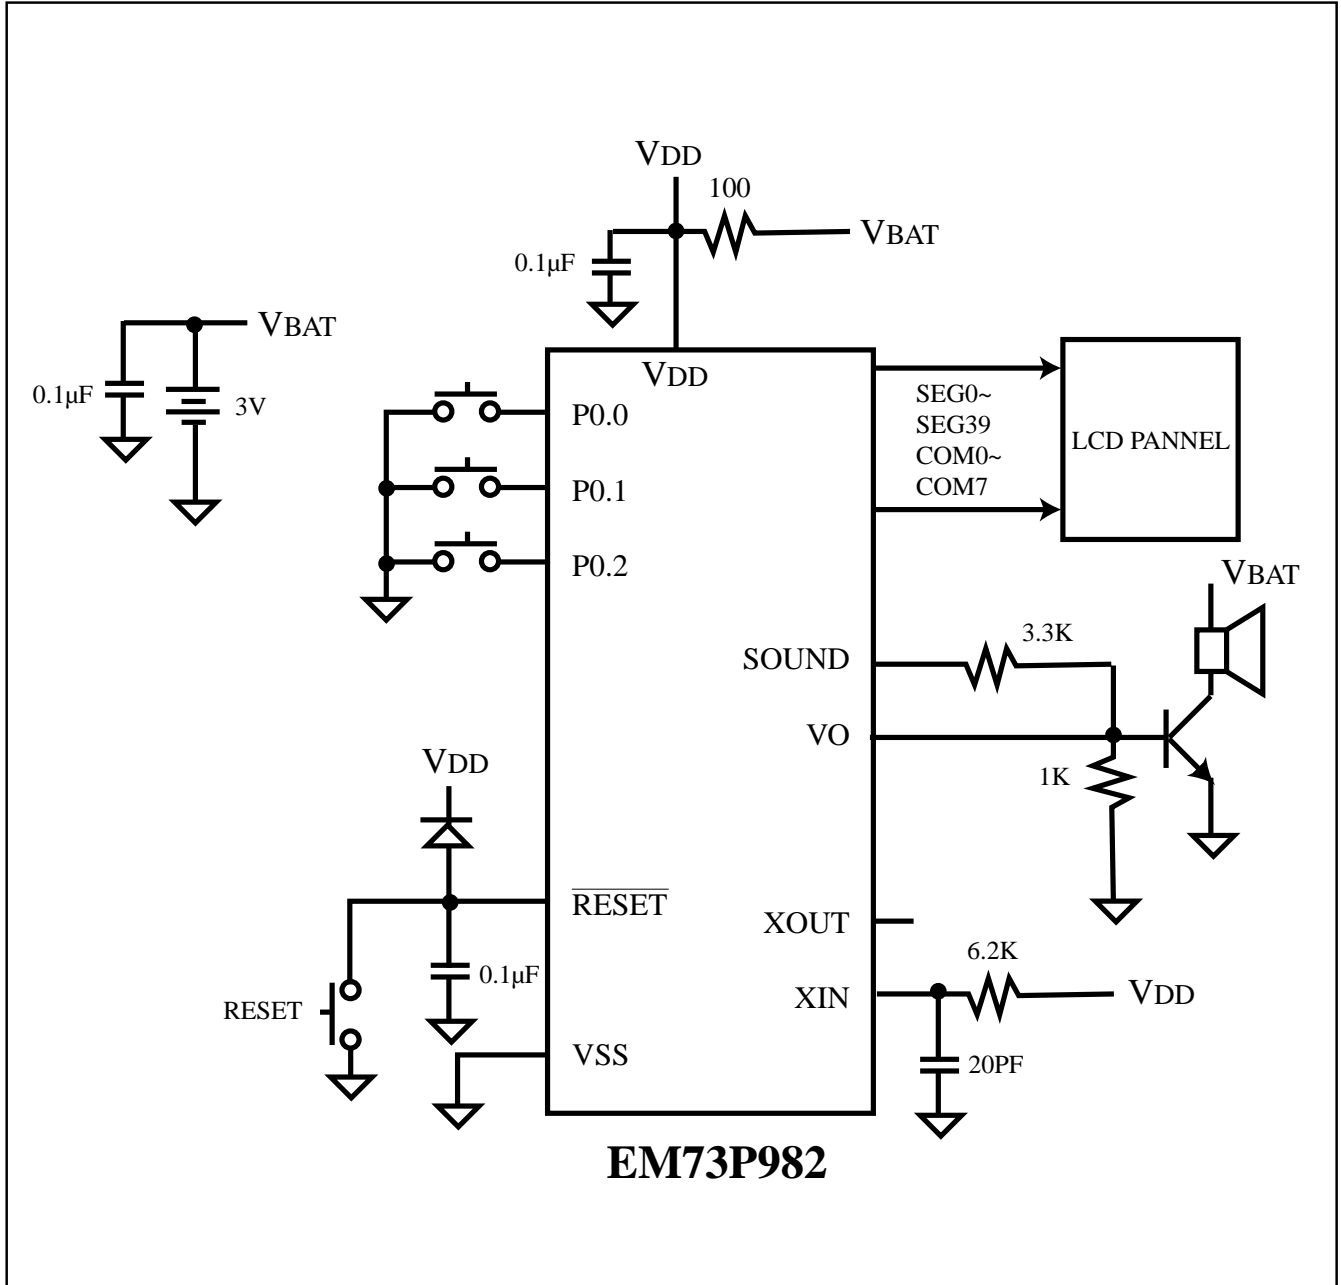 VDD
100
VBAT
0.1µF
VBAT
0.1µF
3V
VDD
P0.0
P0.1
P0.2
SEG0~
SEG39
COM0~
COM7
LCD PANNEL
VBAT
SOUND
3.3K
VO
1K
VDD
RESET
XOUT
6.2K
0.1µF
RESET
XIN
VDD
VSS
20PF
EM73P982